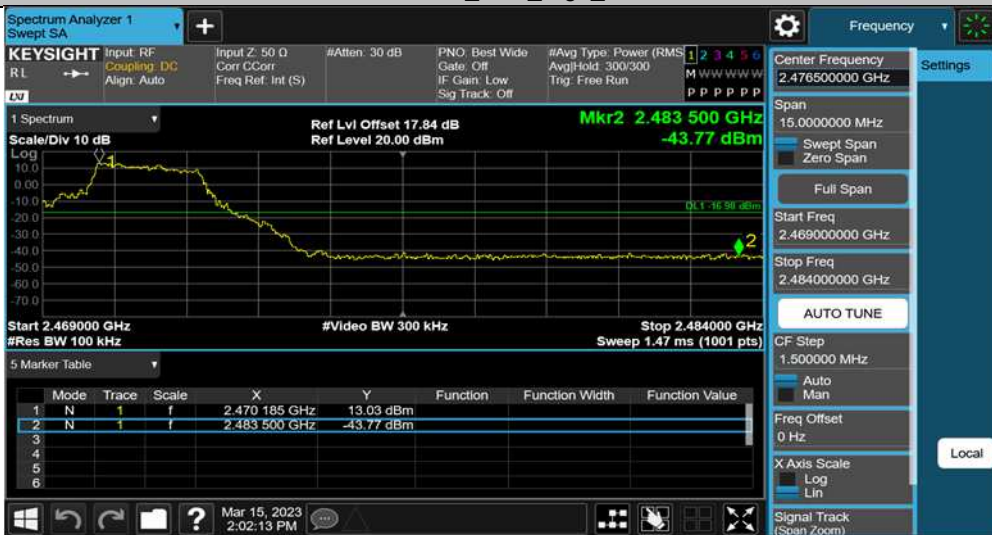 Spectrum Analyzer 1
Swept SA
+
Frequency
KEYSIGHT
RL
LXI
Input: RF
Coupling: DC
Align: Auto
Input Z: 50 Ω
Corr CCorr
Freq Ref: Int (S)
#Atten: 30 dB
PNO: Best Wide
Gate: Off
IF Gain: Low
Sig Track: Off
#Avg Type: Power (RMS
Avg|Hold: 300/300
Trig: Free Run
1 2 3 4 5 6
M W W W W W
P P P P P P
Center Frequency
2.476500000 GHz
Settings
Span
15.0000000 MHz
Swept Span
Zero Span
Full Span
Start Freq
2.469000000 GHz
Stop Freq
2.484000000 GHz
AUTO TUNE
CF Step
1.500000 MHz
Auto
Man
Freq Offset
0 Hz
X Axis Scale
Log
Lin
Signal Track
(Span Zoom)
Local
1 Spectrum
Scale/Div 10 dB
Log
Ref Lvl Offset 17.84 dB
Ref Level 20.00 dBm
Mkr2 2.483 500 GHz
-43.77 dBm
10.0
0.00
-10.0
-20.0
-30.0
-40.0
-50.0
-60.0
-70.0
1
DL1 -16.98 dBm
2
Start 2.469000 GHz
#Res BW 100 kHz
#Video BW 300 kHz
Stop 2.484000 GHz
Sweep 1.47 ms (1001 pts)
5 Marker Table
Mode Trace Scale X Y Function Function Width Function Value
1 N 1 f 2.470 185 GHz 13.03 dBm
2 N 1 f 2.483 500 GHz -43.77 dBm
3
4
5
6
?
Mar 15, 2023
2:02:13 PM